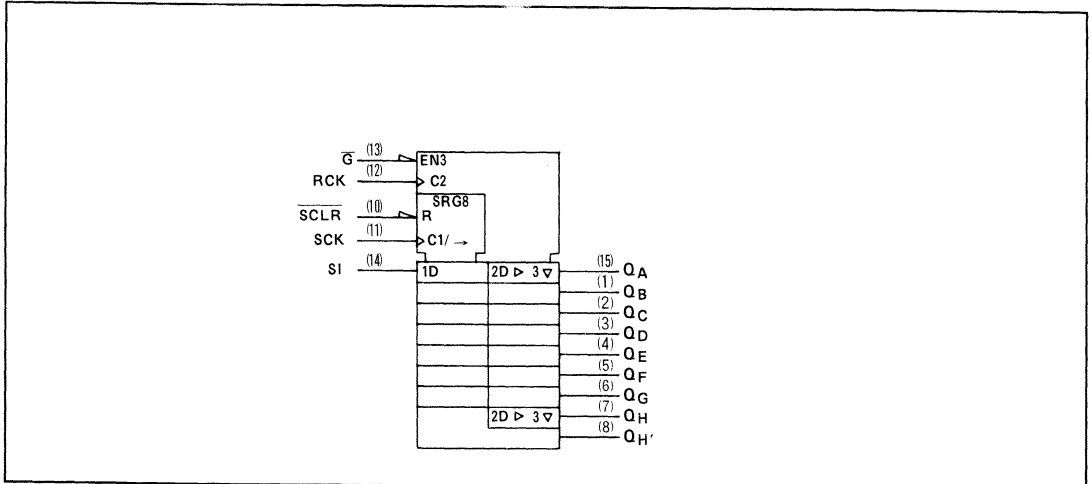 G̅ (13) EN3
RCK (12) C2
SRG8
S̅C̅L̅R̅ (10) R
SCK (11) C1/ →
SI (14) 1D 2D ▷ 3 ▽ (15) QA
(1) QB
(2) QC
(3) QD
(4) QE
(5) QF
(6) QG
2D ▷ 3 ▽ (7) QH
(8) QH′